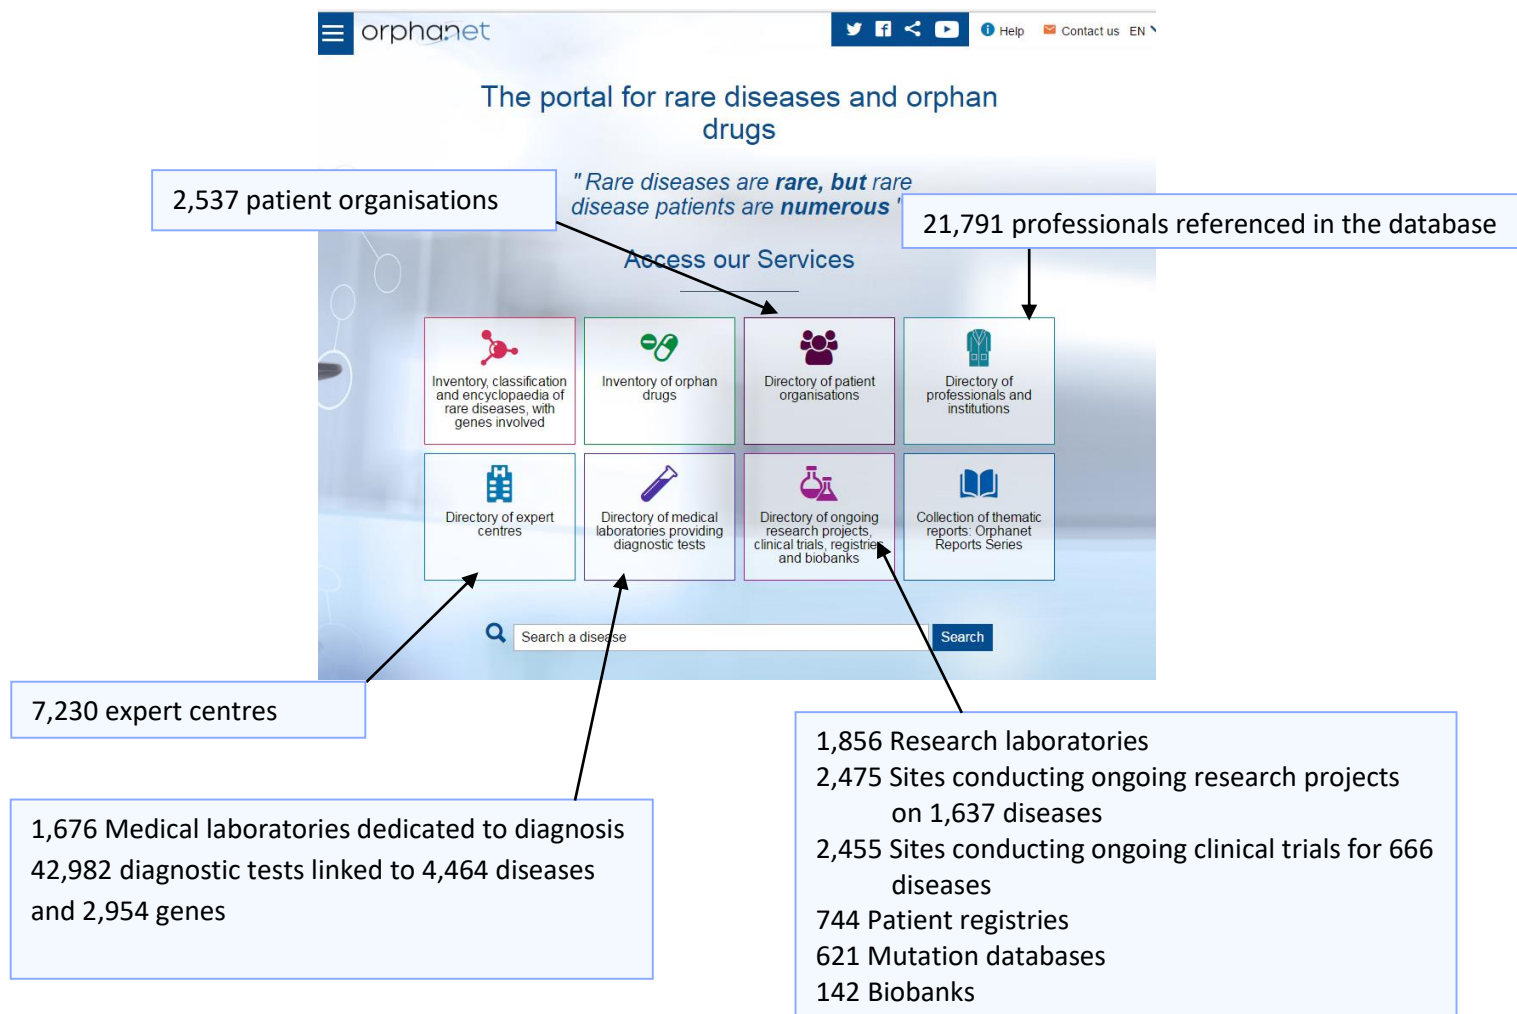 orphanet
Help
Contact us
EN
The portal for rare diseases and orphan
drugs
2,537 patient organisations
" Rare diseases are rare, but rare
disease patients are numerous "
21,791 professionals referenced in the database
Access our Services
Inventory, classification
and encyclopaedia of
rare diseases, with
genes involved
Inventory of orphan
drugs
Directory of patient
organisations
Directory of
professionals and
institutions
Directory of expert
centres
Directory of medical
laboratories providing
diagnostic tests
Directory of ongoing
research projects,
clinical trials, registries
and biobanks
Collection of thematic
reports: Orphanet
Reports Series
Search a disease
Search
7,230 expert centres
1,676 Medical laboratories dedicated to diagnosis
42,982 diagnostic tests linked to 4,464 diseases
and 2,954 genes
1,856 Research laboratories
2,475 Sites conducting ongoing research projects
on 1,637 diseases
2,455 Sites conducting ongoing clinical trials for 666
diseases
744 Patient registries
621 Mutation databases
142 Biobanks